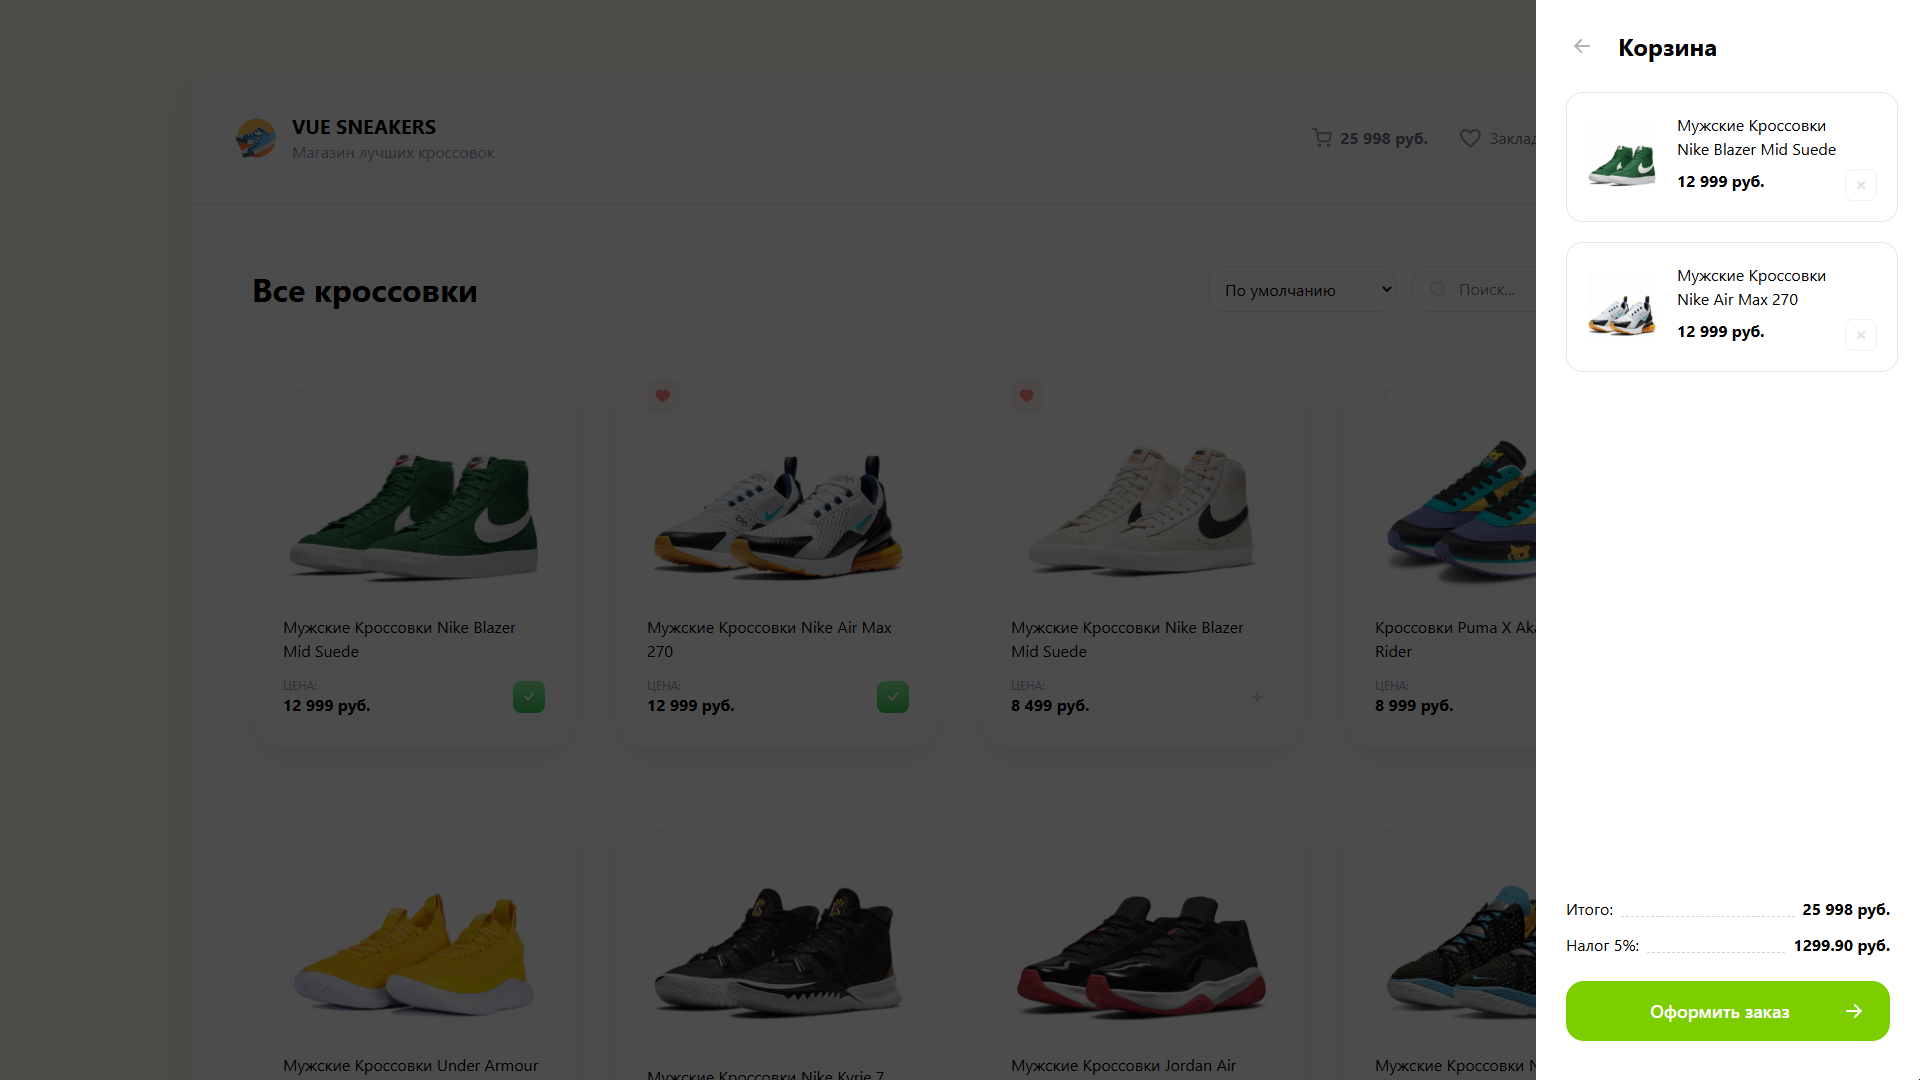 VUE SNEAKERS
Магазин лучших кроссовок
25 998 руб.
Заклад
Все кроссовки
По умолчанию
Поиск...
Мужские Кроссовки Nike Blazer
Mid Suede
ЦЕНА:
12 999 руб.
Мужские Кроссовки Nike Air Max
270
ЦЕНА:
12 999 руб.
Мужские Кроссовки Nike Blazer
Mid Suede
ЦЕНА:
8 499 руб.
Кроссовки Puma X Aka
Rider
ЦЕНА:
8 999 руб.
Мужские Кроссовки Under Armour
Мужские Кроссовки Nike Kyrie 7
Мужские Кроссовки Jordan Air
Мужские Кроссовки N
Корзина
Мужские Кроссовки
Nike Blazer Mid Suede
12 999 руб.
Мужские Кроссовки
Nike Air Max 270
12 999 руб.
Итого:
25 998 руб.
Налог 5%:
1299.90 руб.
Оформить заказ